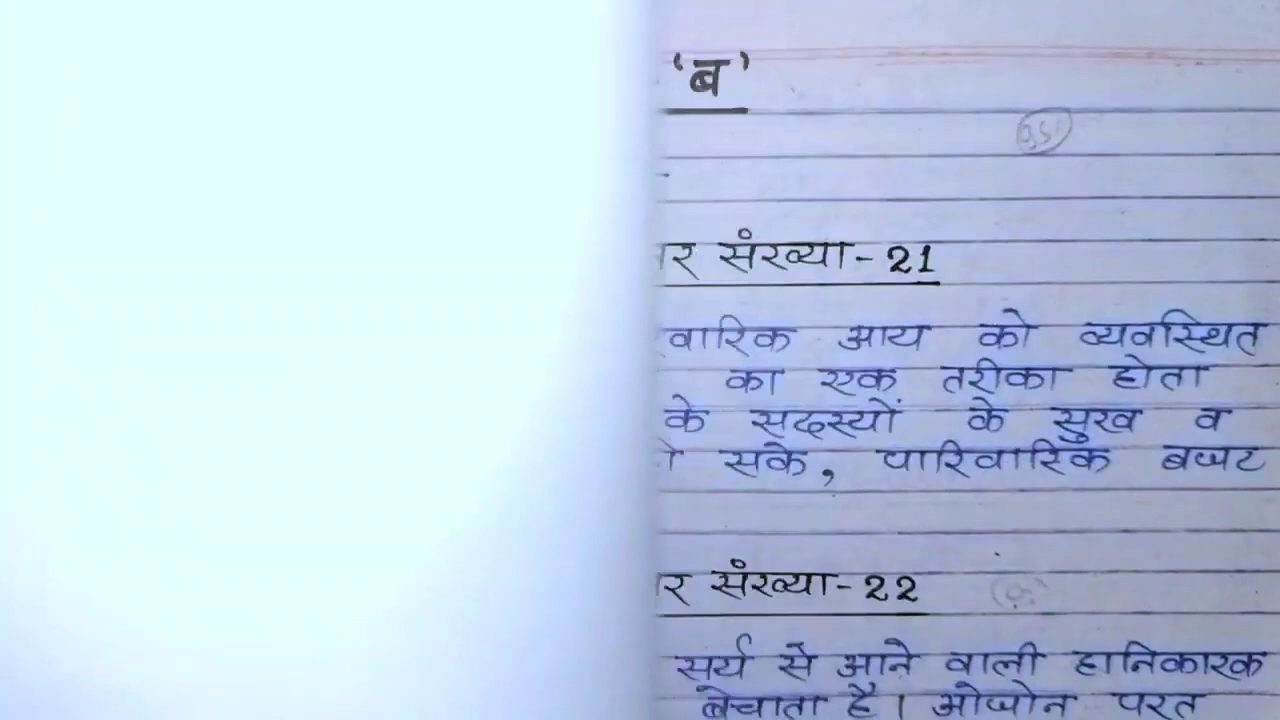 'ब'
र संख्या - 21
वारिक आय को व्यवस्थित
का एक तरीका होता
के सदस्यों के सुख व
सके, पारिवारिक बजट
र संख्या - 22
सूर्य से आने वाली हानिकारक
बेचाता है। ओजोन परत